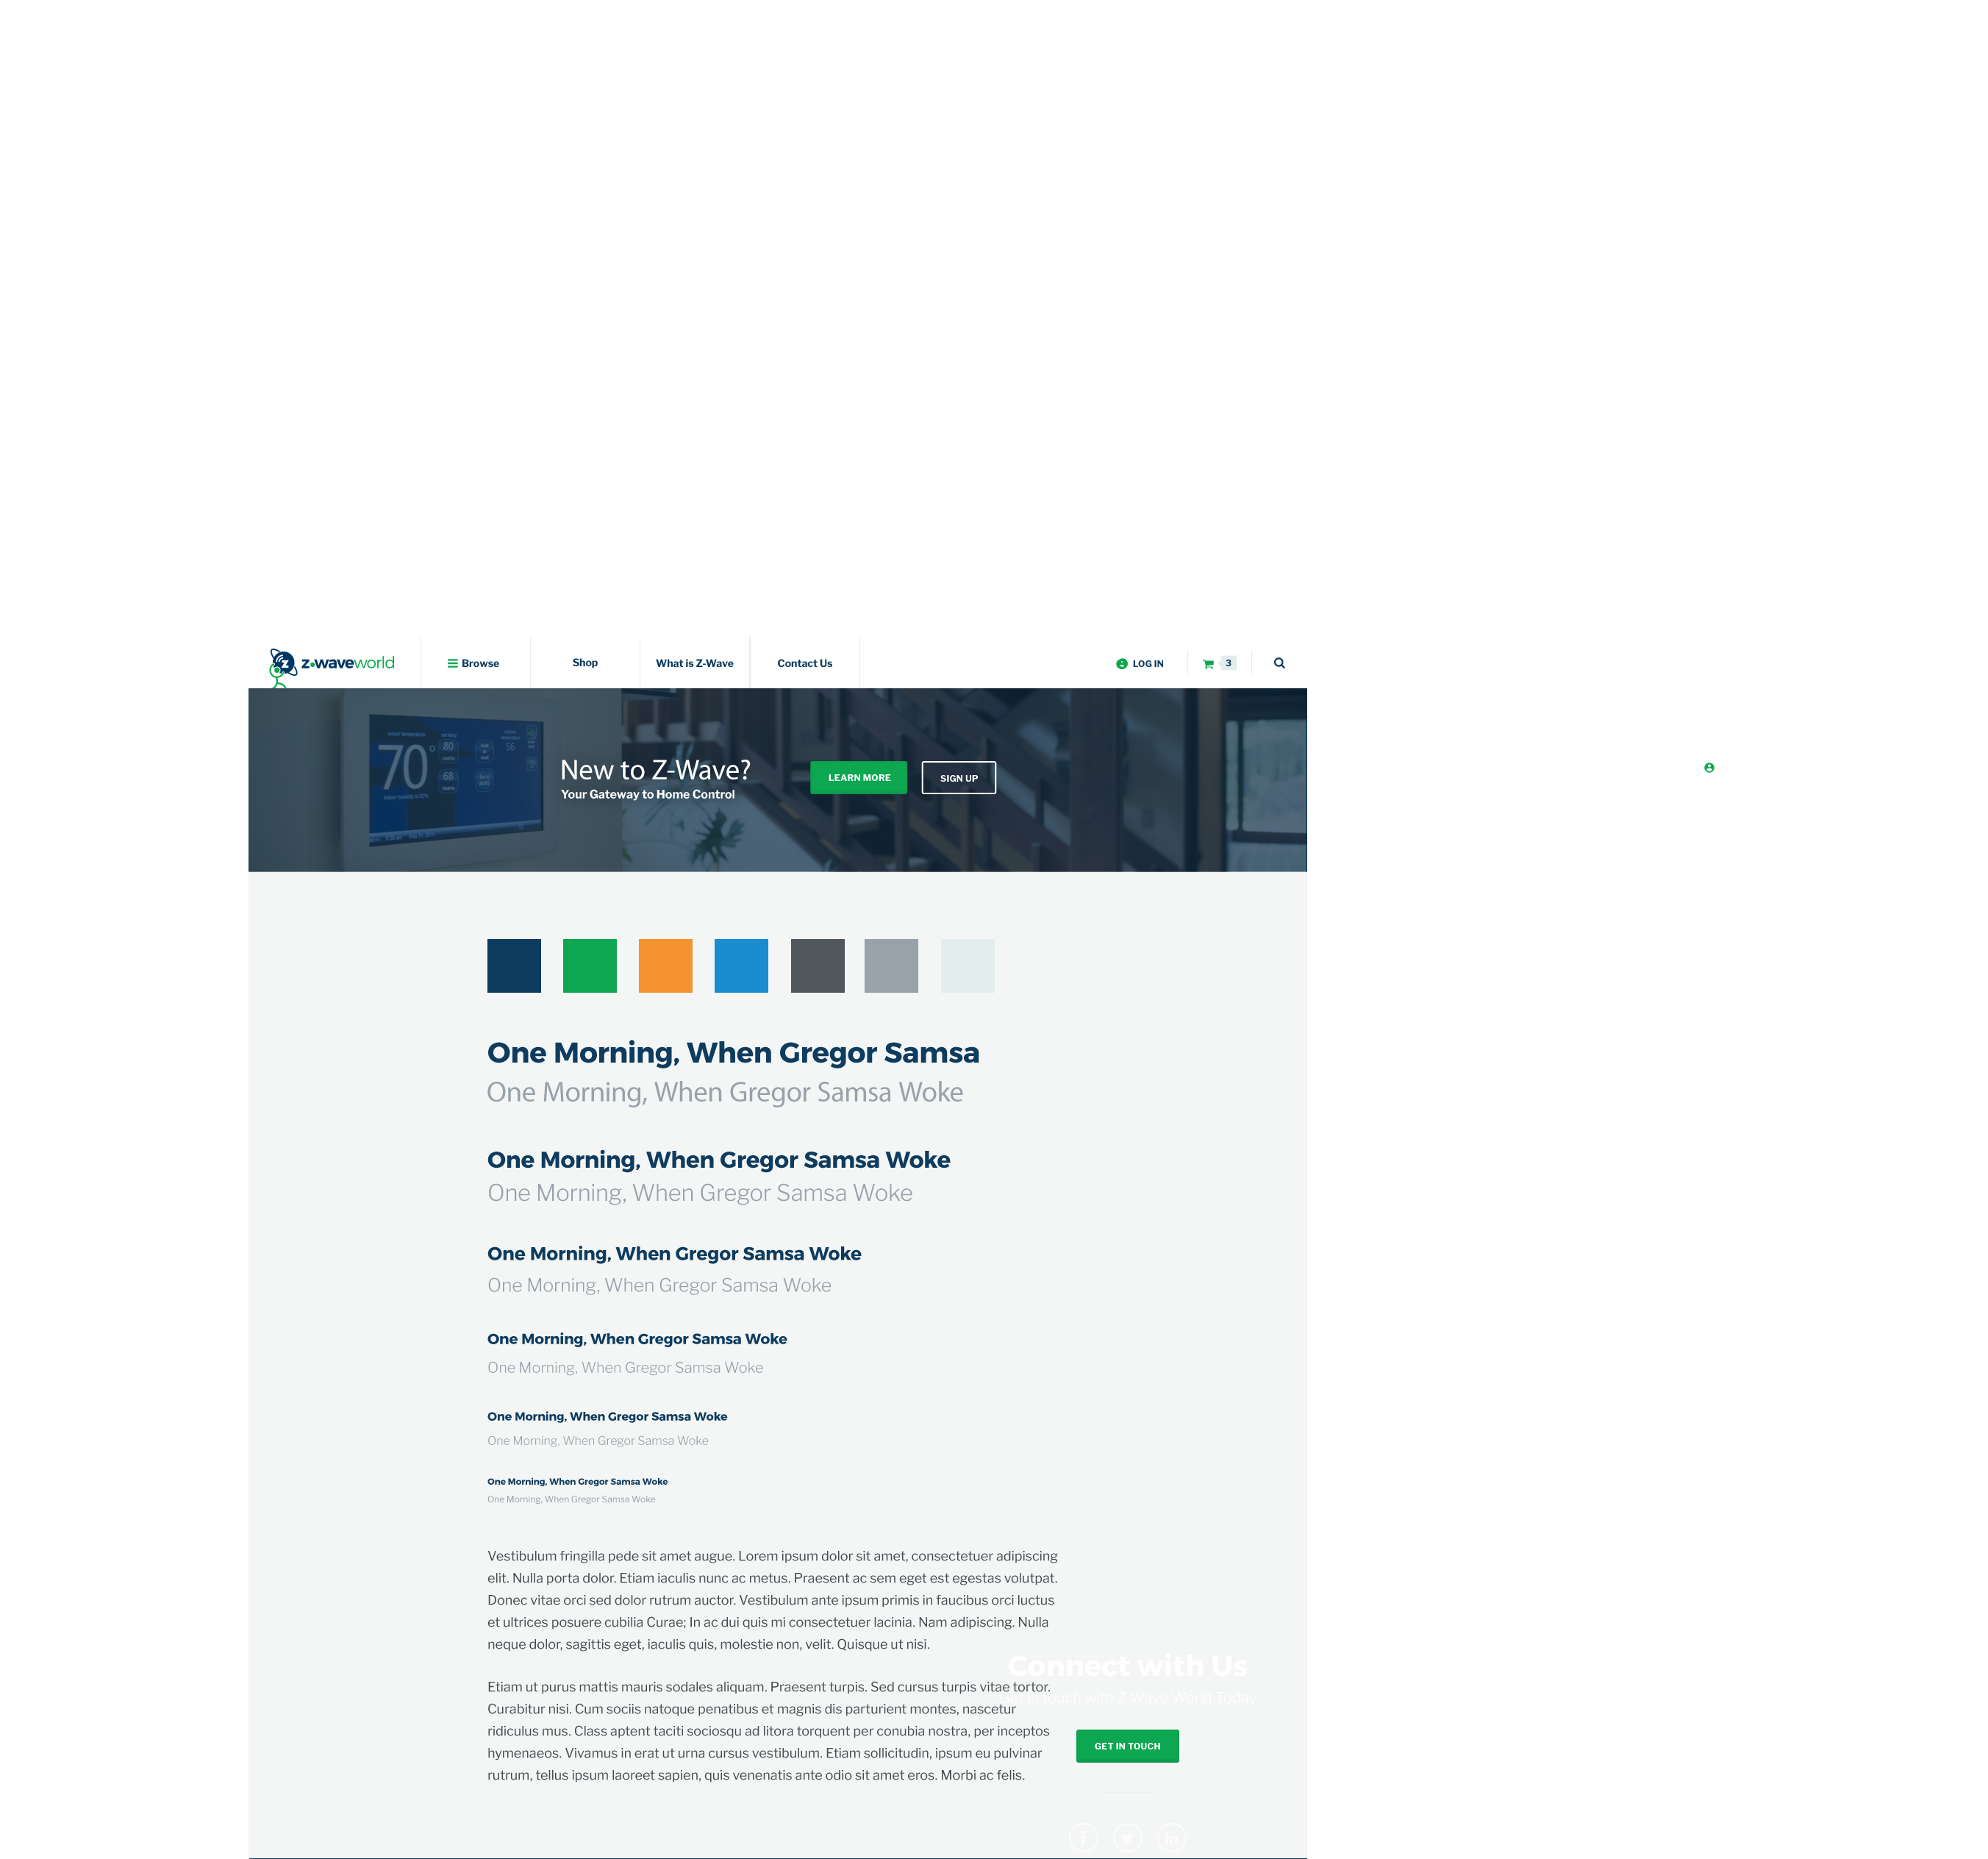 z•waveworld
Browse
Shop
What is Z-Wave
Contact Us
LOG IN
3
70°
80
68
56
New to Z-Wave?
Your Gateway to Home Control
LEARN MORE
SIGN UP
One Morning, When Gregor Samsa
One Morning, When Gregor Samsa Woke
One Morning, When Gregor Samsa Woke
One Morning, When Gregor Samsa Woke
One Morning, When Gregor Samsa Woke
One Morning, When Gregor Samsa Woke
One Morning, When Gregor Samsa Woke
One Morning, When Gregor Samsa Woke
One Morning, When Gregor Samsa Woke
One Morning, When Gregor Samsa Woke
One Morning, When Gregor Samsa Woke
One Morning, When Gregor Samsa Woke
Vestibulum fringilla pede sit amet augue. Lorem ipsum dolor sit amet, consectetuer adipiscing
elit. Nulla porta dolor. Etiam iaculis nunc ac metus. Praesent ac sem eget est egestas volutpat.
Donec vitae orci sed dolor rutrum auctor. Vestibulum ante ipsum primis in faucibus orci luctus
et ultrices posuere cubilia Curae; In ac dui quis mi consectetuer lacinia. Nam adipiscing. Nulla
neque dolor, sagittis eget, iaculis quis, molestie non, velit. Quisque ut nisi.
Etiam ut purus mattis mauris sodales aliquam. Praesent turpis. Sed cursus turpis vitae tortor.
Curabitur nisi. Cum sociis natoque penatibus et magnis dis parturient montes, nascetur
ridiculus mus. Class aptent taciti sociosqu ad litora torquent per conubia nostra, per inceptos
hymenaeos. Vivamus in erat ut urna cursus vestibulum. Etiam sollicitudin, ipsum eu pulvinar
rutrum, tellus ipsum laoreet sapien, quis venenatis ante odio sit amet eros. Morbi ac felis.
Connect with Us
Get in touch with Z-Wave World Today
GET IN TOUCH